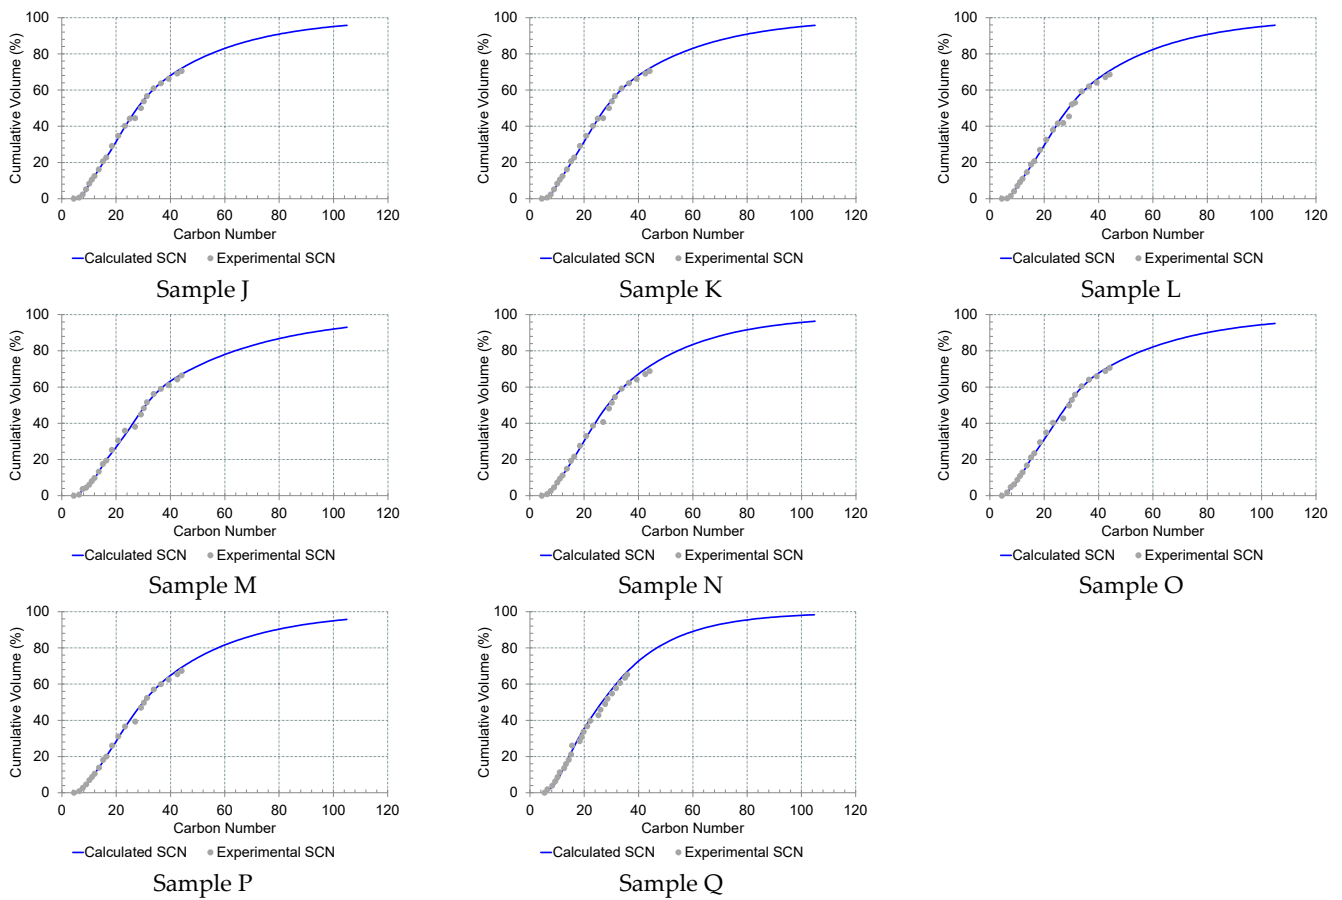 Cumulative Volume (%)
100
80
60
40
20
0
0 20 40 60 80 100 120
Carbon Number
Calculated SCN Experimental SCN
Sample J
Cumulative Volume (%)
100
80
60
40
20
0
0 20 40 60 80 100 120
Carbon Number
Calculated SCN Experimental SCN
Sample K
Cumulative Volume (%)
100
80
60
40
20
0
0 20 40 60 80 100 120
Carbon Number
Calculated SCN Experimental SCN
Sample L
Cumulative Volume (%)
100
80
60
40
20
0
0 20 40 60 80 100 120
Carbon Number
Calculated SCN Experimental SCN
Sample M
Cumulative Volume (%)
100
80
60
40
20
0
0 20 40 60 80 100 120
Carbon Number
Calculated SCN Experimental SCN
Sample N
Cumulative Volume (%)
100
80
60
40
20
0
0 20 40 60 80 100 120
Carbon Number
Calculated SCN Experimental SCN
Sample O
Cumulative Volume (%)
100
80
60
40
20
0
0 20 40 60 80 100 120
Carbon Number
Calculated SCN Experimental SCN
Sample P
Cumulative Volume (%)
100
80
60
40
20
0
0 20 40 60 80 100 120
Carbon Number
Calculated SCN Experimental SCN
Sample Q